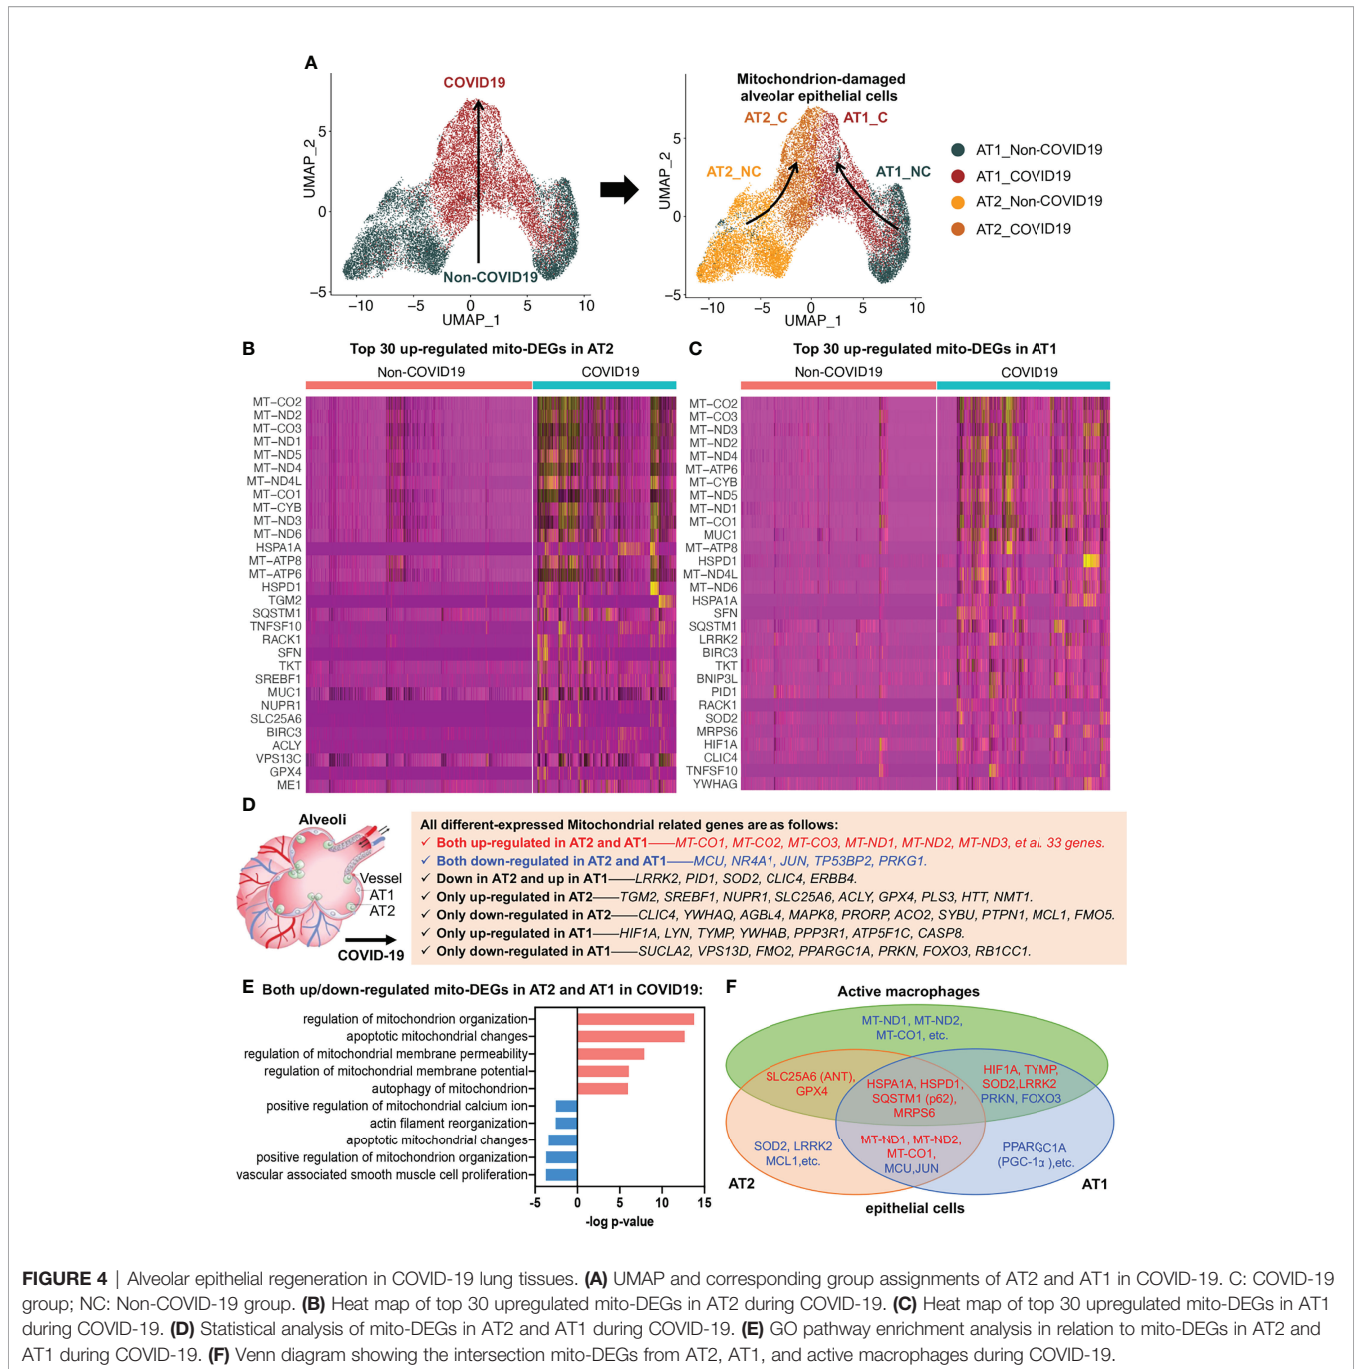 A
COVID19
Non-COVID19
UMAP_2
5
0
−5
−10
−5
0
5
10
UMAP_1
Mitochondrion-damaged
alveolar epithelial cells
AT2_C
AT1_C
AT2_NC
AT1_NC
UMAP_2
5
0
−5
−10
−5
0
5
10
UMAP_1
AT1_Non-COVID19
AT1_COVID19
AT2_Non-COVID19
AT2_COVID19
B
Top 30 up-regulated mito-DEGs in AT2
Non-COVID19
COVID19
MT−CO2
MT−ND2
MT−CO3
MT−ND1
MT−ND5
MT−ND4
MT−ND4L
MT−CO1
MT−CYB
MT−ND3
MT−ND6
HSPA1A
MT−ATP8
MT−ATP6
HSPD1
TGM2
SQSTM1
TNFSF10
RACK1
SFN
TKT
SREBF1
MUC1
NUPR1
SLC25A6
BIRC3
ACLY
VPS13C
GPX4
ME1
C
Top 30 up-regulated mito-DEGs in AT1
Non-COVID19
COVID19
MT−CO2
MT−CO3
MT−ND3
MT−ND2
MT−ND4
MT−ATP6
MT−CYB
MT−ND5
MT−ND1
MT−CO1
MUC1
MT−ATP8
HSPD1
MT−ND4L
MT−ND6
HSPA1A
SFN
SQSTM1
LRRK2
BIRC3
TKT
BNIP3L
PID1
RACK1
SOD2
MRPS6
HIF1A
CLIC4
TNFSF10
YWHAG
D
Alveoli
Vessel
AT1
AT2
COVID-19
All different-expressed Mitochondrial related genes are as follows:
✓ Both up-regulated in AT2 and AT1——MT-CO1, MT-CO2, MT-CO3, MT-ND1, MT-ND2, MT-ND3, et al. 33 genes.
✓ Both down-regulated in AT2 and AT1——MCU, NR4A1, JUN, TP53BP2, PRKG1.
✓ Down in AT2 and up in AT1—LRRK2, PID1, SOD2, CLIC4, ERBB4.
✓ Only up-regulated in AT2——TGM2, SREBF1, NUPR1, SLC25A6, ACLY, GPX4, PLS3, HTT, NMT1.
✓ Only down-regulated in AT2——CLIC4, YWHAQ, AGBL4, MAPK8, PRORP, ACO2, SYBU, PTPN1, MCL1, FMO5.
✓ Only up-regulated in AT1——HIF1A, LYN, TYMP, YWHAB, PPP3R1, ATP5F1C, CASP8.
✓ Only down-regulated in AT1——SUCLA2, VPS13D, FMO2, PPARGC1A, PRKN, FOXO3, RB1CC1.
E
Both up/down-regulated mito-DEGs in AT2 and AT1 in COVID19:
regulation of mitochondrion organization
apoptotic mitochondrial changes
regulation of mitochondrial membrane permeability
regulation of mitochondrial membrane potential
autophagy of mitochondrion
positive regulation of mitochondrial calcium ion
actin filament reorganization
apoptotic mitochondrial changes
positive regulation of mitochondrion organization
vascular associated smooth muscle cell proliferation
-5
0
5
10
15
-log p-value
F
Active macrophages
MT-ND1, MT-ND2,
MT-CO1, etc.
SLC25A6 (ANT),
GPX4
HSPA1A, HSPD1,
SQSTM1 (p62),
MRPS6
HIF1A, TYMP,
SOD2,LRRK2
PRKN, FOXO3
SOD2, LRRK2
MCL1,etc.
MT-ND1, MT-ND2,
MT-CO1,
MCU,JUN
PPARGC1A
(PGC-1α),etc.
AT2
AT1
epithelial cells
FIGURE 4 | Alveolar epithelial regeneration in COVID-19 lung tissues. (A) UMAP and corresponding group assignments of AT2 and AT1 in COVID-19. C: COVID-19
group; NC: Non-COVID-19 group. (B) Heat map of top 30 upregulated mito-DEGs in AT2 during COVID-19. (C) Heat map of top 30 upregulated mito-DEGs in AT1
during COVID-19. (D) Statistical analysis of mito-DEGs in AT2 and AT1 during COVID-19. (E) GO pathway enrichment analysis in relation to mito-DEGs in AT2 and
AT1 during COVID-19. (F) Venn diagram showing the intersection mito-DEGs from AT2, AT1, and active macrophages during COVID-19.